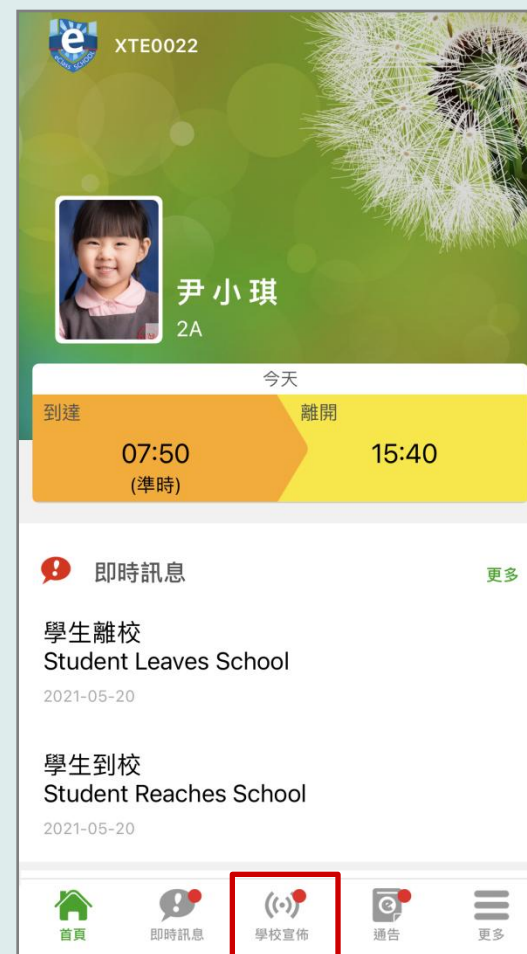 e
eClass SCHOOL
XTE0022
尹小琪
2A
今天
到達
離開
07:50
15:40
(準時)
即時訊息
更多
學生離校
Student Leaves School
2021-05-20
學生到校
Student Reaches School
2021-05-20
首頁
即時訊息
學校宣佈
通告
更多